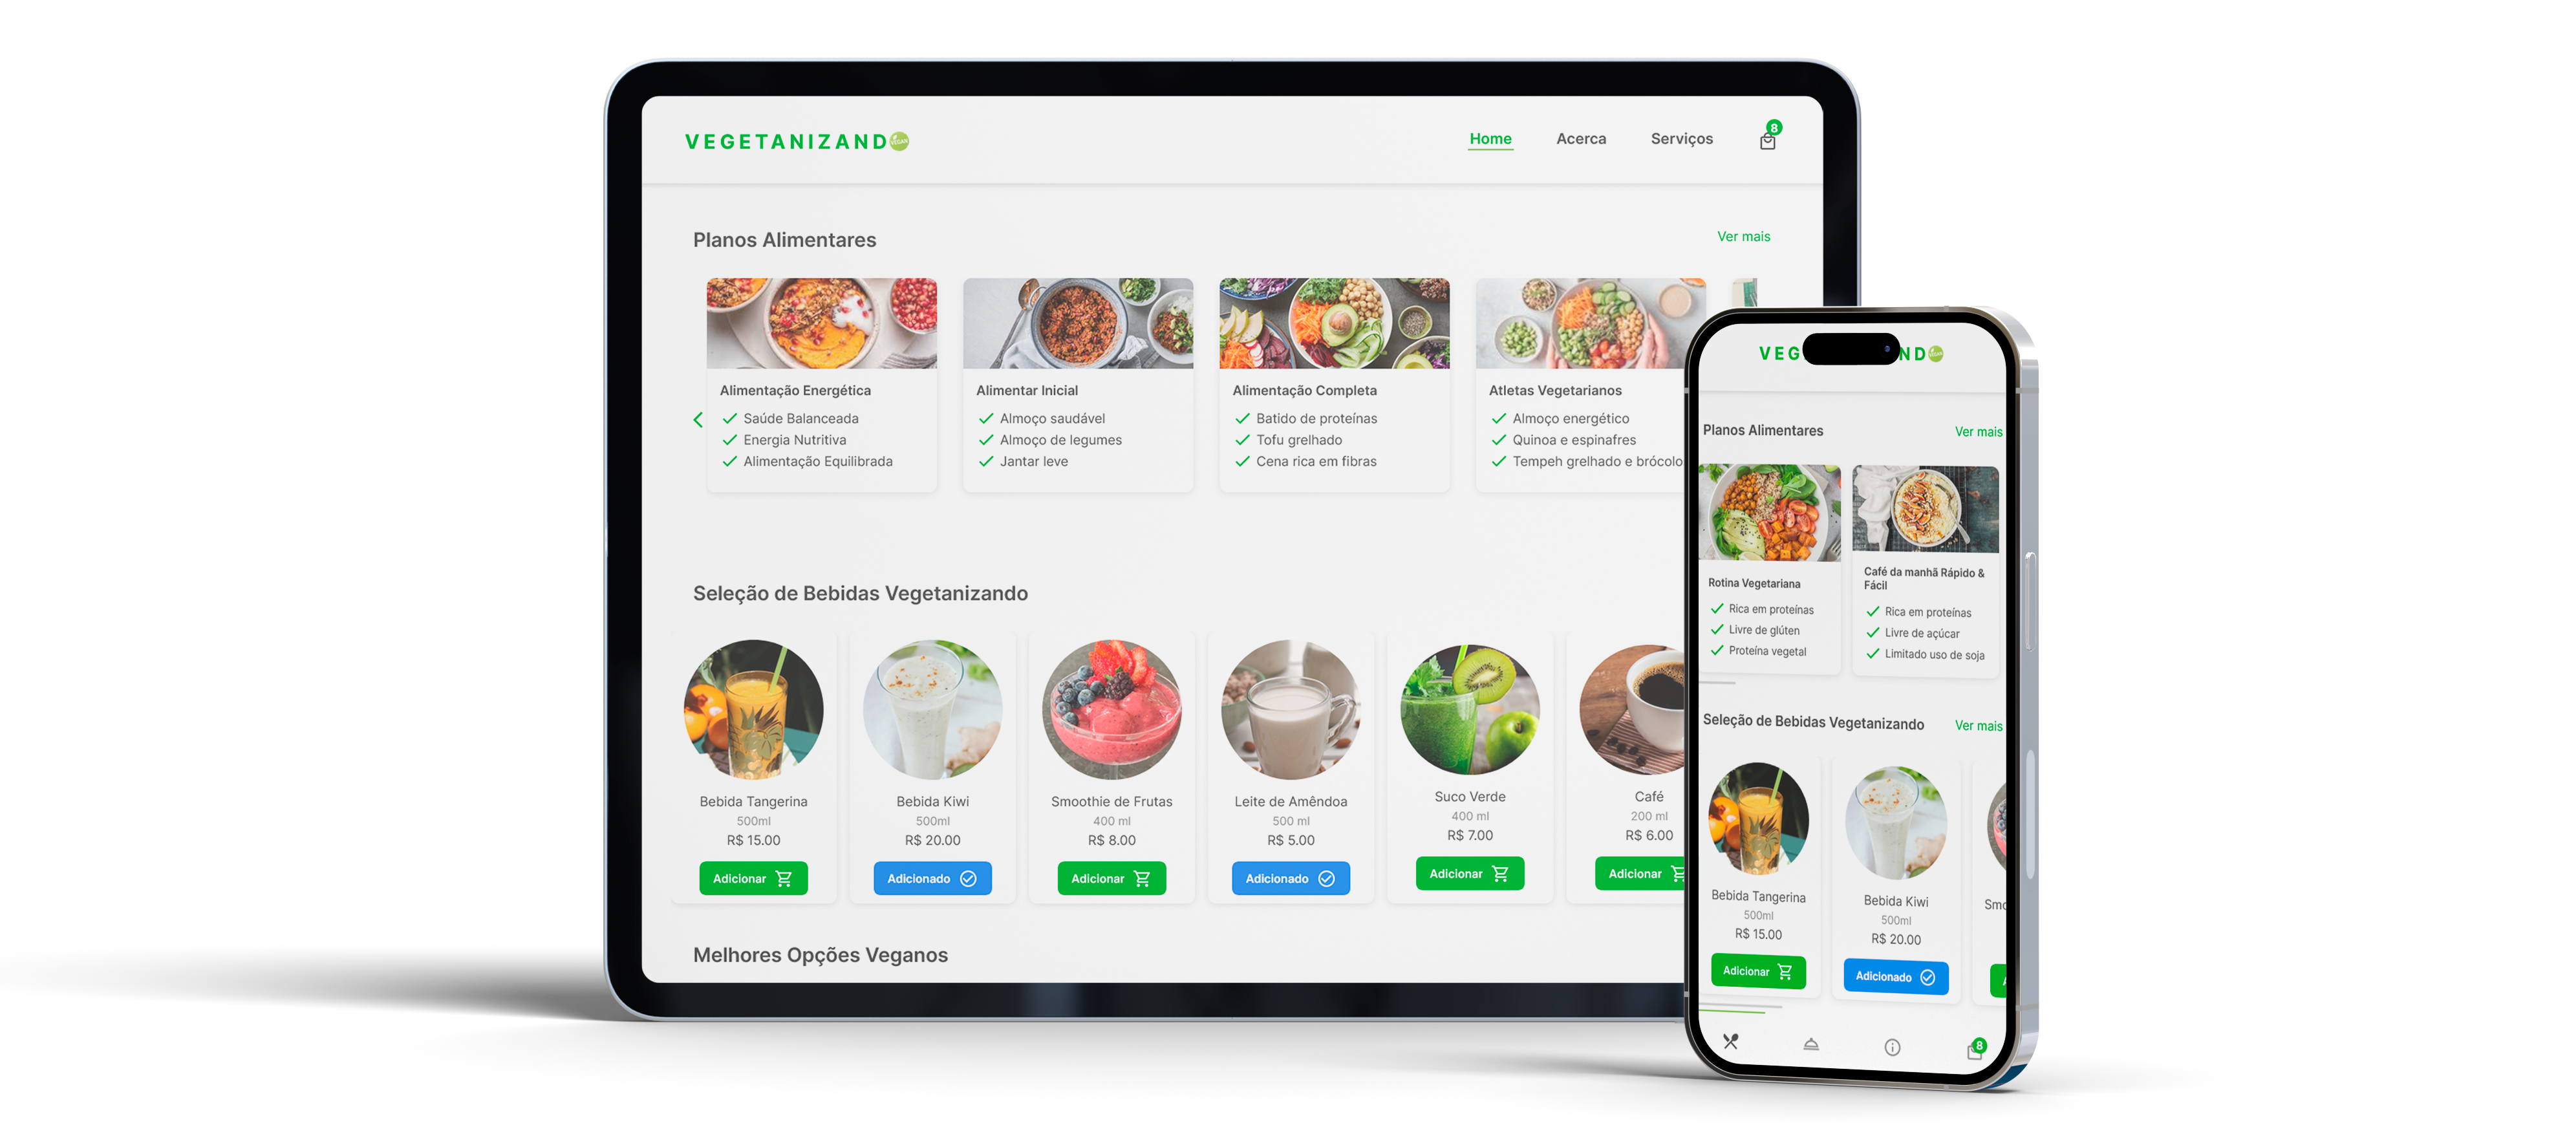 VEGETANIZAND
VEGAN
Home
Acerca
Serviços
8
Planos Alimentares
Ver mais
Alimentação Energética
Saúde Balanceada
Energia Nutritiva
Alimentação Equilibrada
Alimentar Inicial
Almoço saudável
Almoço de legumes
Jantar leve
Alimentação Completa
Batido de proteínas
Tofu grelhado
Cena rica em fibras
Atletas Vegetarianos
Almoço energético
Quinoa e espinafres
Tempeh grelhado e brócolo
Seleção de Bebidas Vegetanizando
Bebida Tangerina
500ml
R$ 15.00
Adicionar
Bebida Kiwi
500ml
R$ 20.00
Adicionado
Smoothie de Frutas
400 ml
R$ 8.00
Adicionar
Leite de Amêndoa
500 ml
R$ 5.00
Adicionado
Suco Verde
400 ml
R$ 7.00
Adicionar
Café
200 ml
R$ 6.00
Adicionar
Melhores Opções Veganos
VEG ND
Planos Alimentares
Ver mais
Rotina Vegetariana
Rica em proteínas
Livre de glúten
Proteína vegetal
Café da manhã Rápido &
Fácil
Rica em proteínas
Livre de açúcar
Limitado uso de soja
Seleção de Bebidas Vegetanizando
Ver mais
Bebida Tangerina
500ml
R$ 15.00
Adicionar
Bebida Kiwi
500ml
R$ 20.00
Adicionado
Smo
8